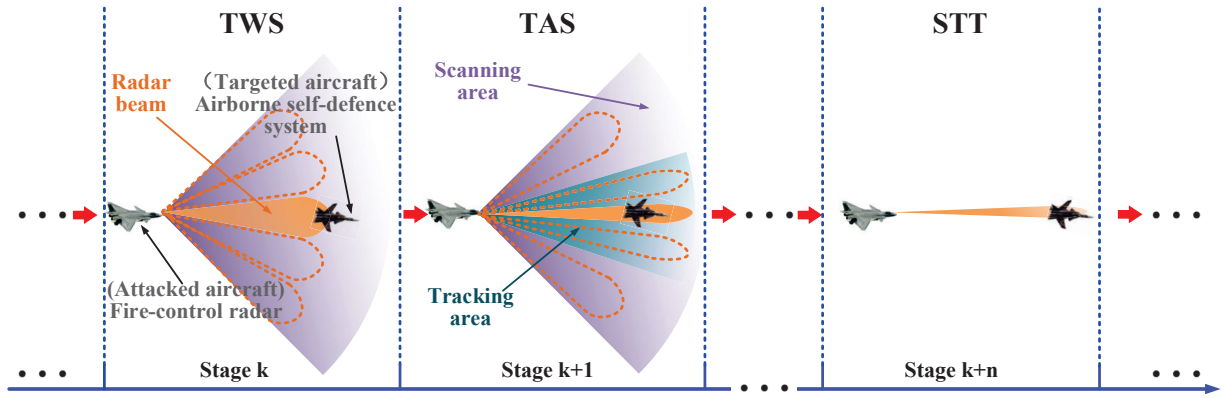 TWS
TAS
STT
Radar
beam
（Targeted aircraft）
Airborne self-defence
system
Scanning
area
(Attacked aircraft)
Fire-control radar
Tracking
area
Stage k
Stage k+1
Stage k+n